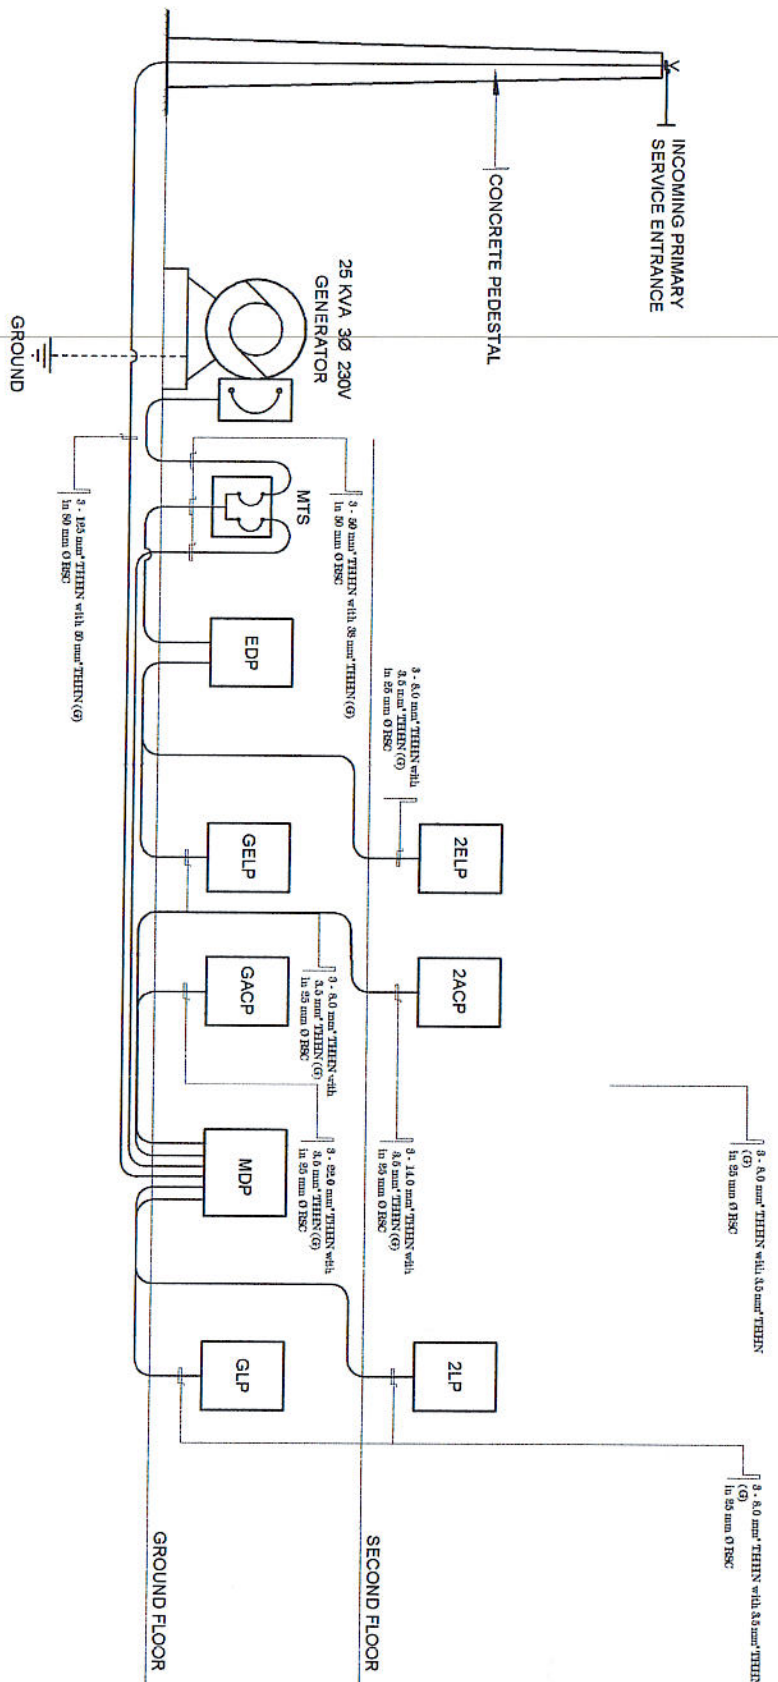 INCOMING PRIMARY
SERVICE ENTRANCE
CONCRETE PEDESTAL
25 KVA 3Ø 230V
GENERATOR
GROUND
MTS
3 - 50 mm² THHN with 38 mm² THHN (G)
in 50 mm Ø RSC
3 - 125 mm² THHN with 50 mm² THHN (G)
in 80 mm Ø RSC
EDP
3 - 8.0 mm² THHN with
3.5 mm² THHN (G)
in 25 mm Ø RSC
2ELP
GELP
2ACP
GACP
3 - 8.0 mm² THHN with
3.5 mm² THHN (G)
in 25 mm Ø RSC
3 - 14.0 mm² THHN with
3.5 mm² THHN (G)
in 25 mm Ø RSC
3 - 22.0 mm² THHN with
3.5 mm² THHN (G)
in 25 mm Ø RSC
MDP
3 - 8.0 mm² THHN with 3.5 mm² THHN
(G)
in 25 mm Ø RSC
2LP
GLP
3 - 8.0 mm² THHN with 3.5 mm² THHN
(G)
in 25 mm Ø RSC
SECOND FLOOR
GROUND FLOOR